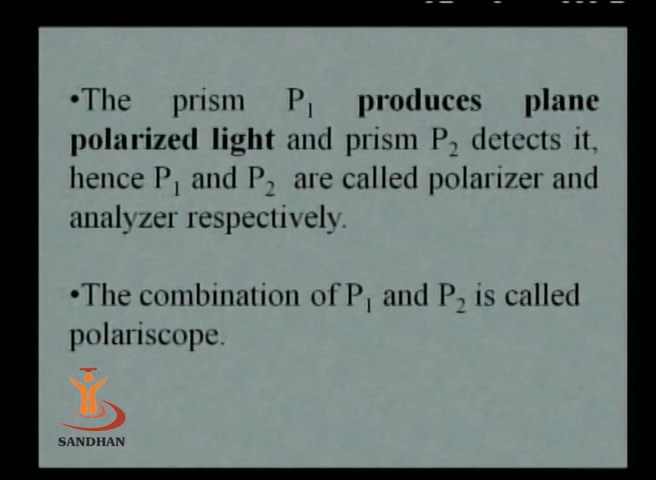 •The prism P₁ produces plane
polarized light and prism P₂ detects it,
hence P₁ and P₂ are called polarizer and
analyzer respectively.
•The combination of P₁ and P₂ is called
polariscope.
SANDHAN